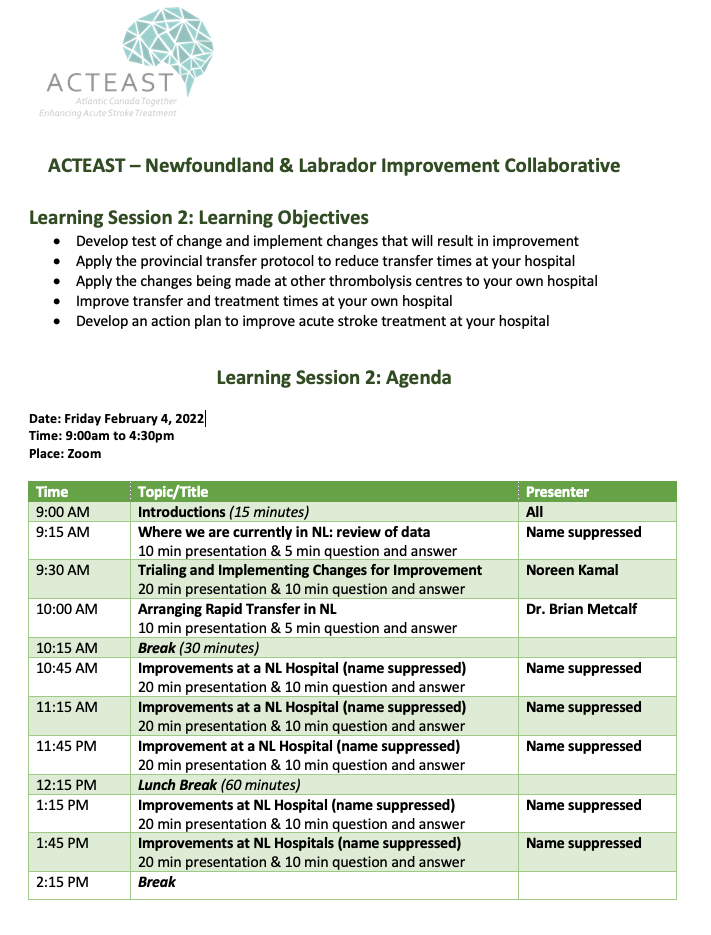 ACTEAST
Atlantic Canada Together
Enhancing Acute Stroke Treatment
ACTEAST – Newfoundland & Labrador Improvement Collaborative
Learning Session 2: Learning Objectives
• Develop test of change and implement changes that will result in improvement
• Apply the provincial transfer protocol to reduce transfer times at your hospital
• Apply the changes being made at other thrombolysis centres to your own hospital
• Improve transfer and treatment times at your own hospital
• Develop an action plan to improve acute stroke treatment at your hospital
Learning Session 2: Agenda
Date: Friday February 4, 2022
Time: 9:00am to 4:30pm
Place: Zoom
Time Topic/Title Presenter
9:00 AM Introductions (15 minutes) All
9:15 AM Where we are currently in NL: review of data Name suppressed
10 min presentation & 5 min question and answer
9:30 AM Trialing and Implementing Changes for Improvement Noreen Kamal
20 min presentation & 10 min question and answer
10:00 AM Arranging Rapid Transfer in NL Dr. Brian Metcalf
10 min presentation & 5 min question and answer
10:15 AM Break (30 minutes)
10:45 AM Improvements at a NL Hospital (name suppressed) Name suppressed
20 min presentation & 10 min question and answer
11:15 AM Improvements at a NL Hospital (name suppressed) Name suppressed
20 min presentation & 10 min question and answer
11:45 PM Improvement at a NL Hospital (name suppressed) Name suppressed
20 min presentation & 10 min question and answer
12:15 PM Lunch Break (60 minutes)
1:15 PM Improvements at NL Hospital (name suppressed) Name suppressed
20 min presentation & 10 min question and answer
1:45 PM Improvements at NL Hospitals (name suppressed) Name suppressed
20 min presentation & 10 min question and answer
2:15 PM Break